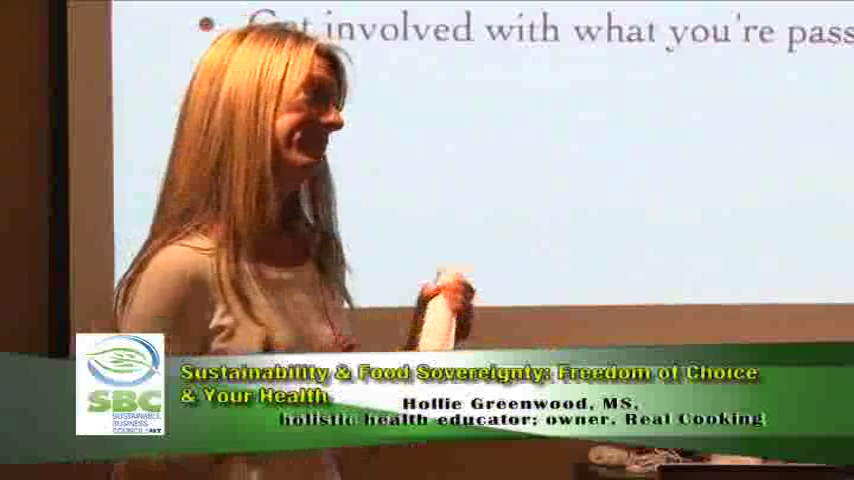 • Get involved with what you're pass
Sustainability & Food Sovereignty: Freedom of Choice
& Your Health
Hollie Greenwood, MS,
holistic health educator; owner, Real Cooking
SBC
SUSTAINABLE
BUSINESS
COUNCIL.NET